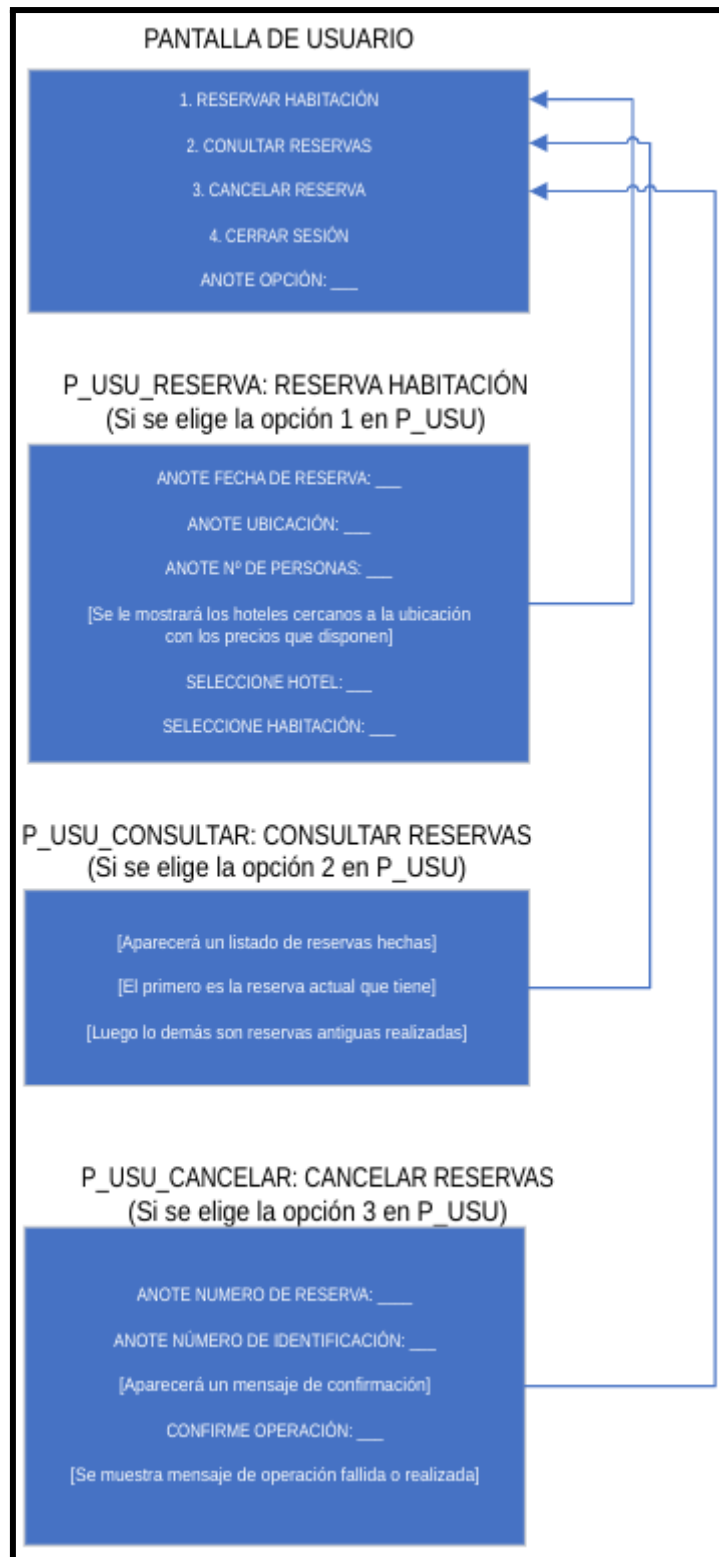 PANTALLA DE USUARIO
1. RESERVAR HABITACIÓN
2. CONULTAR RESERVAS
3. CANCELAR RESERVA
4. CERRAR SESIÓN
ANOTE OPCIÓN: ___
P_USU_RESERVA: RESERVA HABITACIÓN
(Si se elige la opción 1 en P_USU)
ANOTE FECHA DE RESERVA: ___
ANOTE UBICACIÓN: ___
ANOTE Nº DE PERSONAS: ___
[Se le mostrará los hoteles cercanos a la ubicación
con los precios que disponen]
SELECCIONE HOTEL: ___
SELECCIONE HABITACIÓN: ___
P_USU_CONSULTAR: CONSULTAR RESERVAS
(Si se elige la opción 2 en P_USU)
[Aparecerá un listado de reservas hechas]
[El primero es la reserva actual que tiene]
[Luego lo demás son reservas antiguas realizadas]
P_USU_CANCELAR: CANCELAR RESERVAS
(Si se elige la opción 3 en P_USU)
ANOTE NUMERO DE RESERVA: ____
ANOTE NÚMERO DE IDENTIFICACIÓN: ___
[Aparecerá un mensaje de confirmación]
CONFIRME OPERACIÓN: ___
[Se muestra mensaje de operación fallida o realizada]